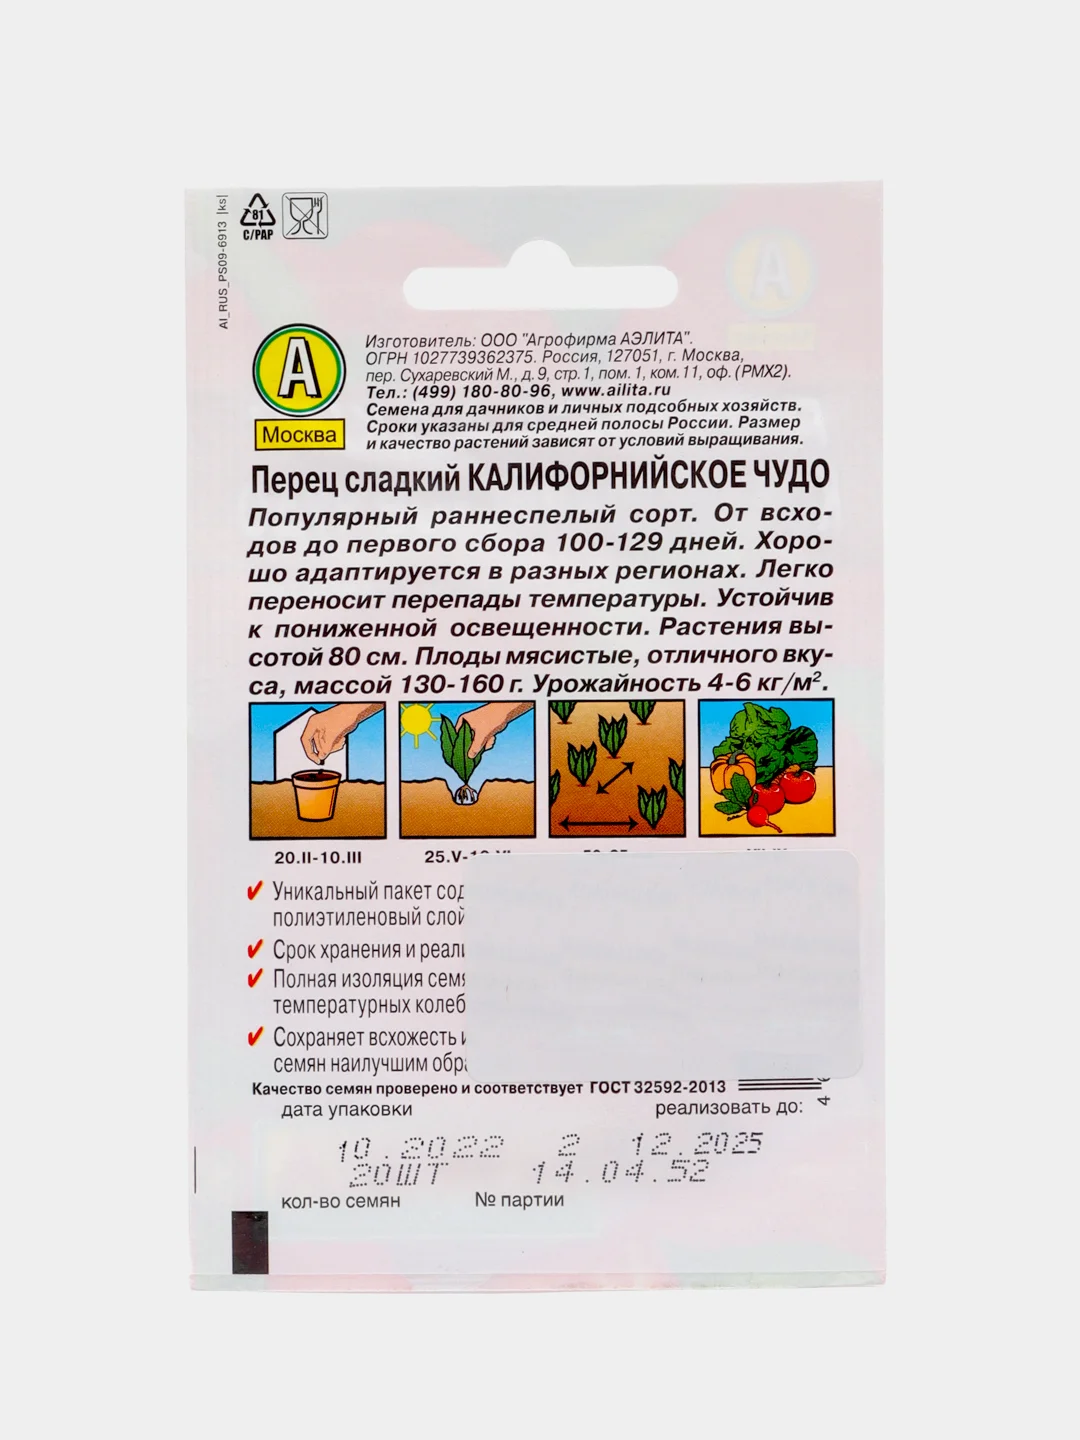 AI_RUS_PS09-6913 |ks|
81
C/PAP
А
А
Москва
Изготовитель: ООО "Агрофирма АЭЛИТА".
ОГРН 1027739362375. Россия, 127051, г. Москва,
пер. Сухаревский М., д. 9, стр. 1, пом. 1, ком. 11, оф. (РМХ2).
Тел.: (499) 180-80-96, www.ailita.ru
Семена для дачников и личных подсобных хозяйств.
Сроки указаны для средней полосы России. Размер
и качество растений зависят от условий выращивания.
Перец сладкий КАЛИФОРНИЙСКОЕ ЧУДО
Популярный раннеспелый сорт. От всхо-
дов до первого сбора 100-129 дней. Хоро-
шо адаптируется в разных регионах. Легко
переносит перепады температуры. Устойчив
к пониженной освещенности. Растения вы-
сотой 80 см. Плоды мясистые, отличного вку-
са, массой 130-160 г. Урожайность 4-6 кг/м².
20.II-10.III
Уникальный пакет
полиэтиленовый слой
Срок хранения и
Полная изоляция
температурных
Сохраняет всхожесть
семян наилучшим
Качество семян проверено и соответствует ГОСТ 32592-2013
4
дата упаковки реализовать до:
10.2022 2 12.2025
20ШТ 14.04.52
кол-во семян № партии